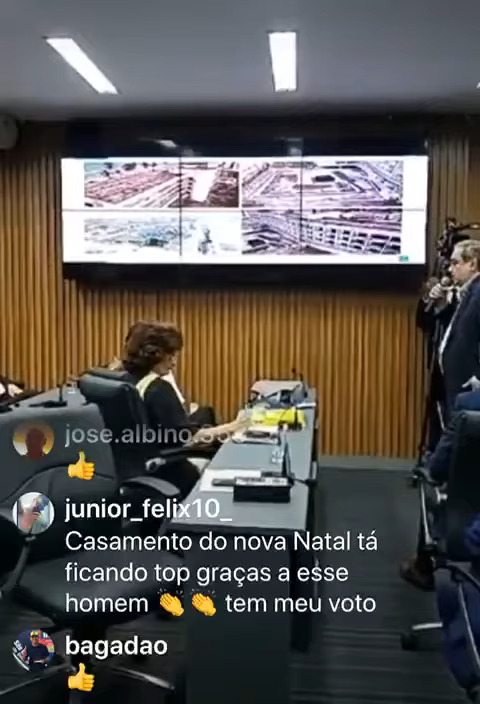 jose.albino.
👍
junior_felix10_
Casamento do nova Natal tá
ficando top graças a esse
homem 👏👏 tem meu voto
bagadao
👍